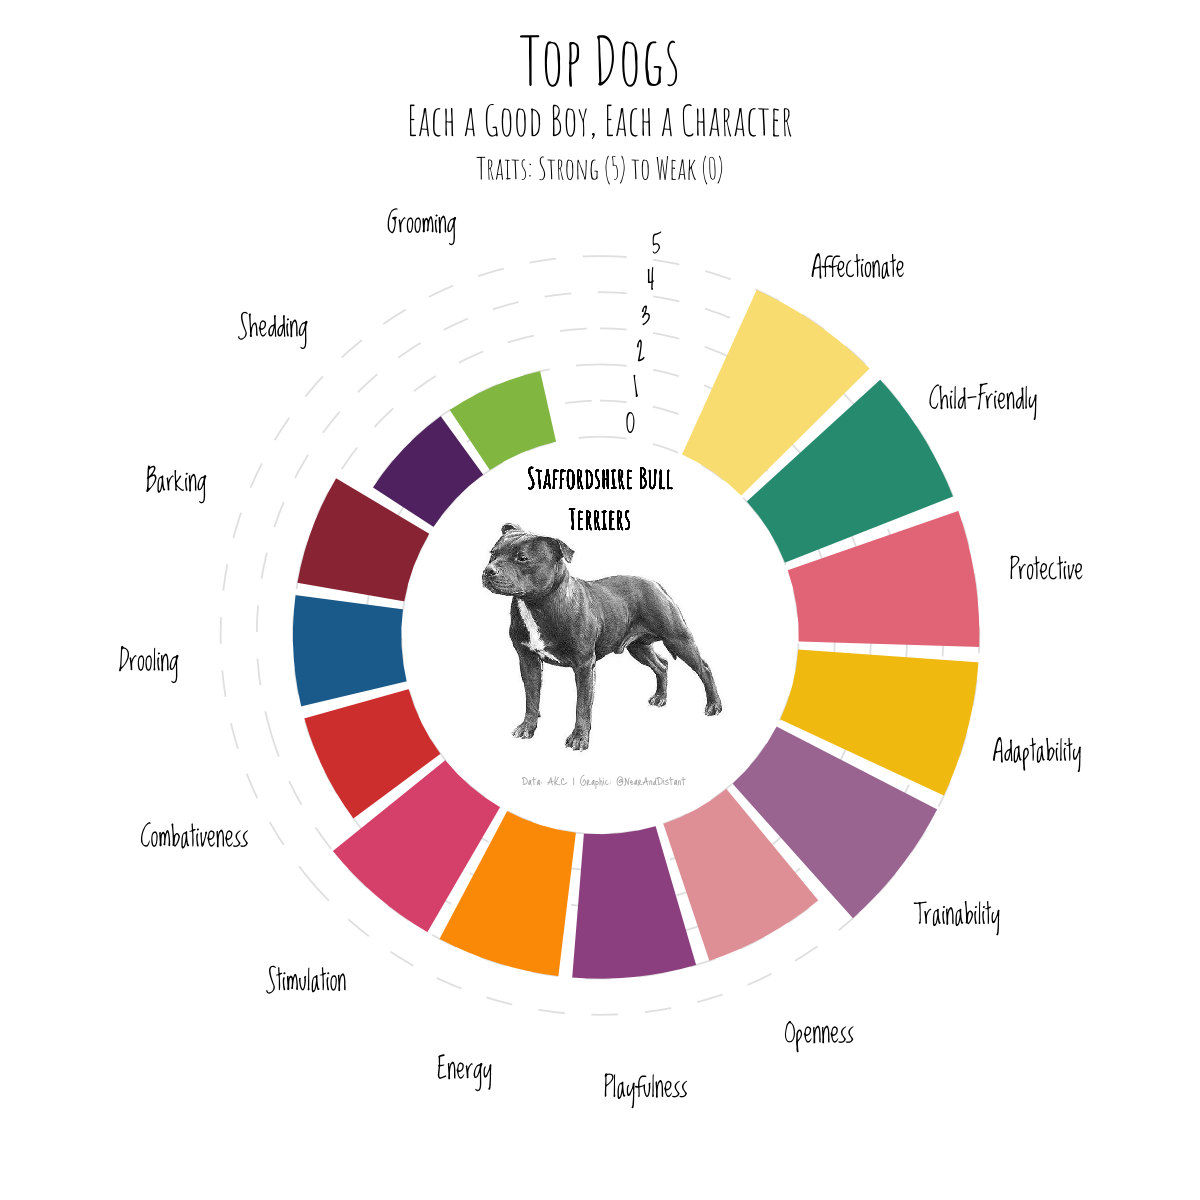 Top Dogs
Each a Good Boy, Each a Character
Traits: Strong (5) to Weak (0)
Grooming
5
Affectionate
4
Shedding
3
2
1
Child-Friendly
0
Barking
Staffordshire Bull
Terriers
Protective
Drooling
Adaptability
Data: AKC | Graphic: @NearAndDistant
Combativeness
Trainability
Stimulation
Openness
Energy
Playfulness